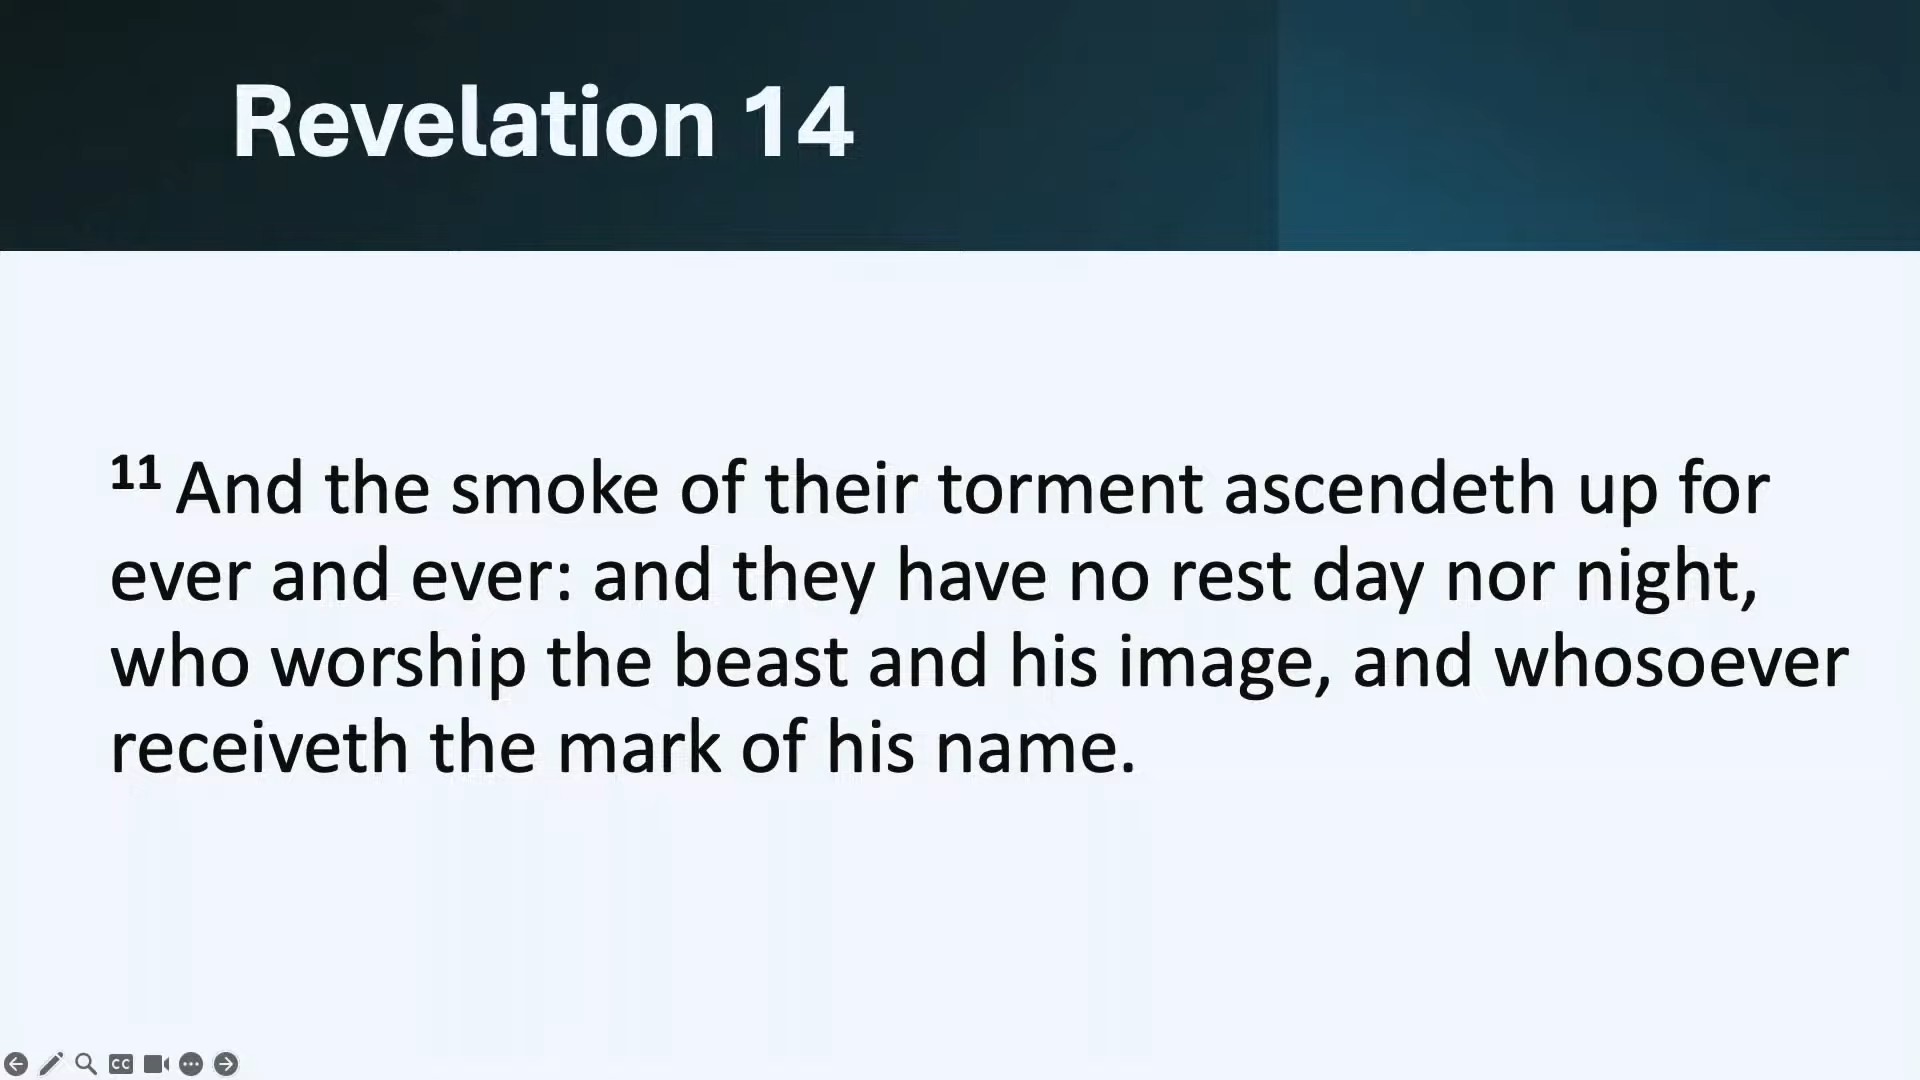 Revelation 14
11 And the smoke of their torment ascendeth up for
ever and ever: and they have no rest day nor night,
who worship the beast and his image, and whosoever
receiveth the mark of his name.
CC